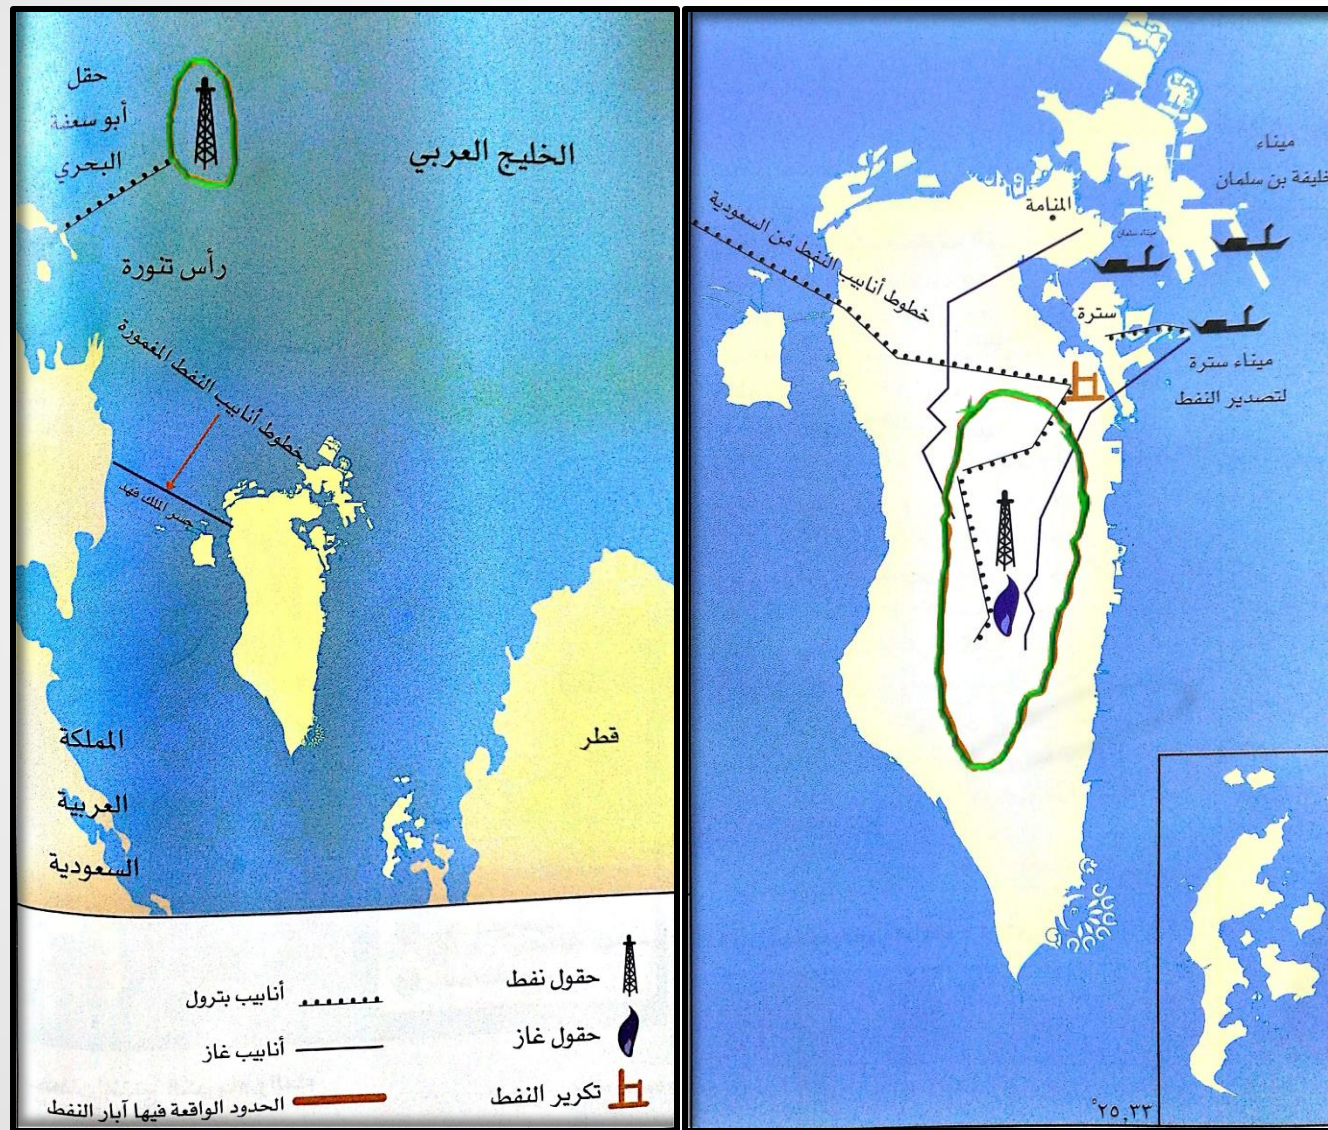 حقل
أبو سعفة
البحري
الخليج العربي
رأس تنورة
خطوط أنابيب النفط المغمورة
جسر الملك فهد
المملكة
العربية
السعودية
قطر
حقول نفط
أنابيب بترول
حقول غاز
أنابيب غاز
تكرير النفط
الحدود الواقعة فيها آبار النفط
ميناء
خليفة بن سلمان
المنامة
ميناء سلمان
خطوط أنابيب النفط من السعودية
سترة
ميناء سترة
لتصدير النفط
٢٥,٣٣°